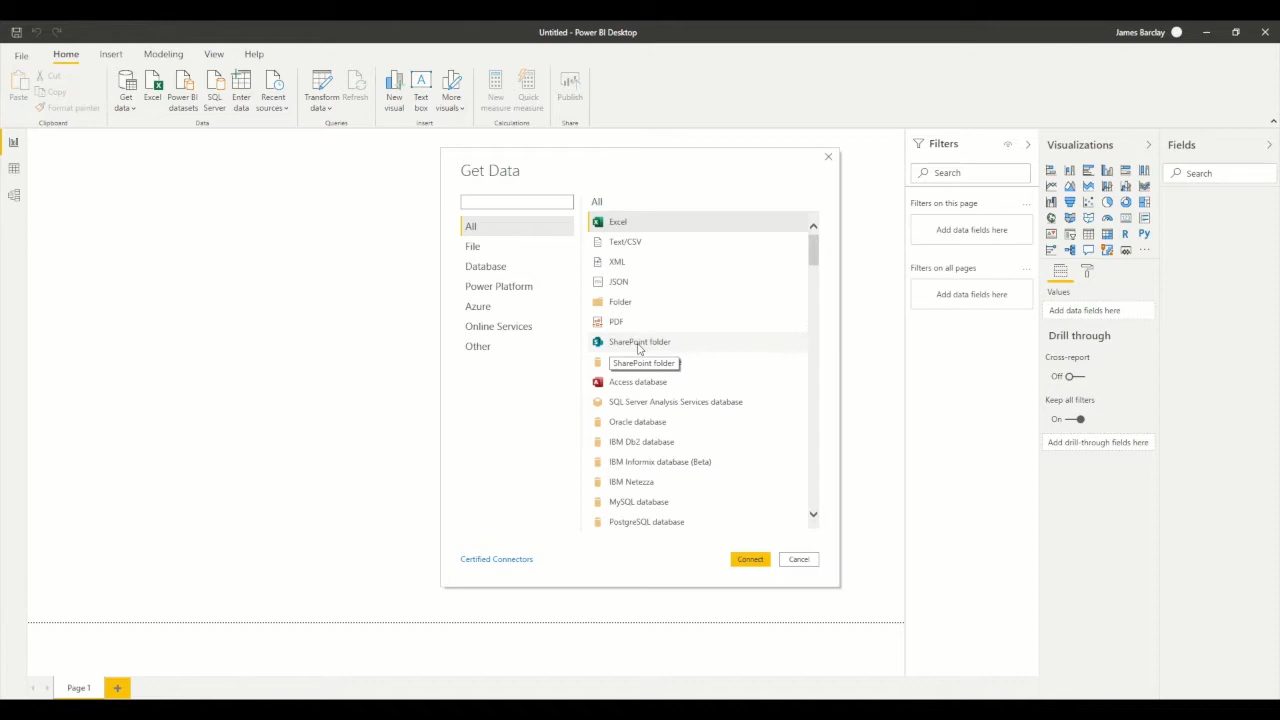 Untitled - Power BI Desktop
James Barclay
File
Home
Insert
Modeling
View
Help
Paste
Cut
Copy
Format painter
Clipboard
Get data
Excel
Power BI datasets
SQL Server
Enter data
Recent sources
Data
Transform data
Refresh
Queries
New visual
Text box
More visuals
Insert
New measure
Quick measure
Calculations
Publish
Share
Get Data
All
File
Database
Power Platform
Azure
Online Services
Other
All
Excel
Text/CSV
XML
JSON
Folder
PDF
SharePoint folder
SharePoint folder
Access database
SQL Server Analysis Services database
Oracle database
IBM Db2 database
IBM Informix database (Beta)
IBM Netezza
MySQL database
PostgreSQL database
Certified Connectors
Connect
Cancel
Filters
Search
Filters on this page
...
Add data fields here
Filters on all pages
...
Add data fields here
Visualizations
R
Py
...
Values
Add data fields here
Drill through
Cross-report
Off
Keep all filters
On
Add drill-through fields here
Fields
Search
Page 1